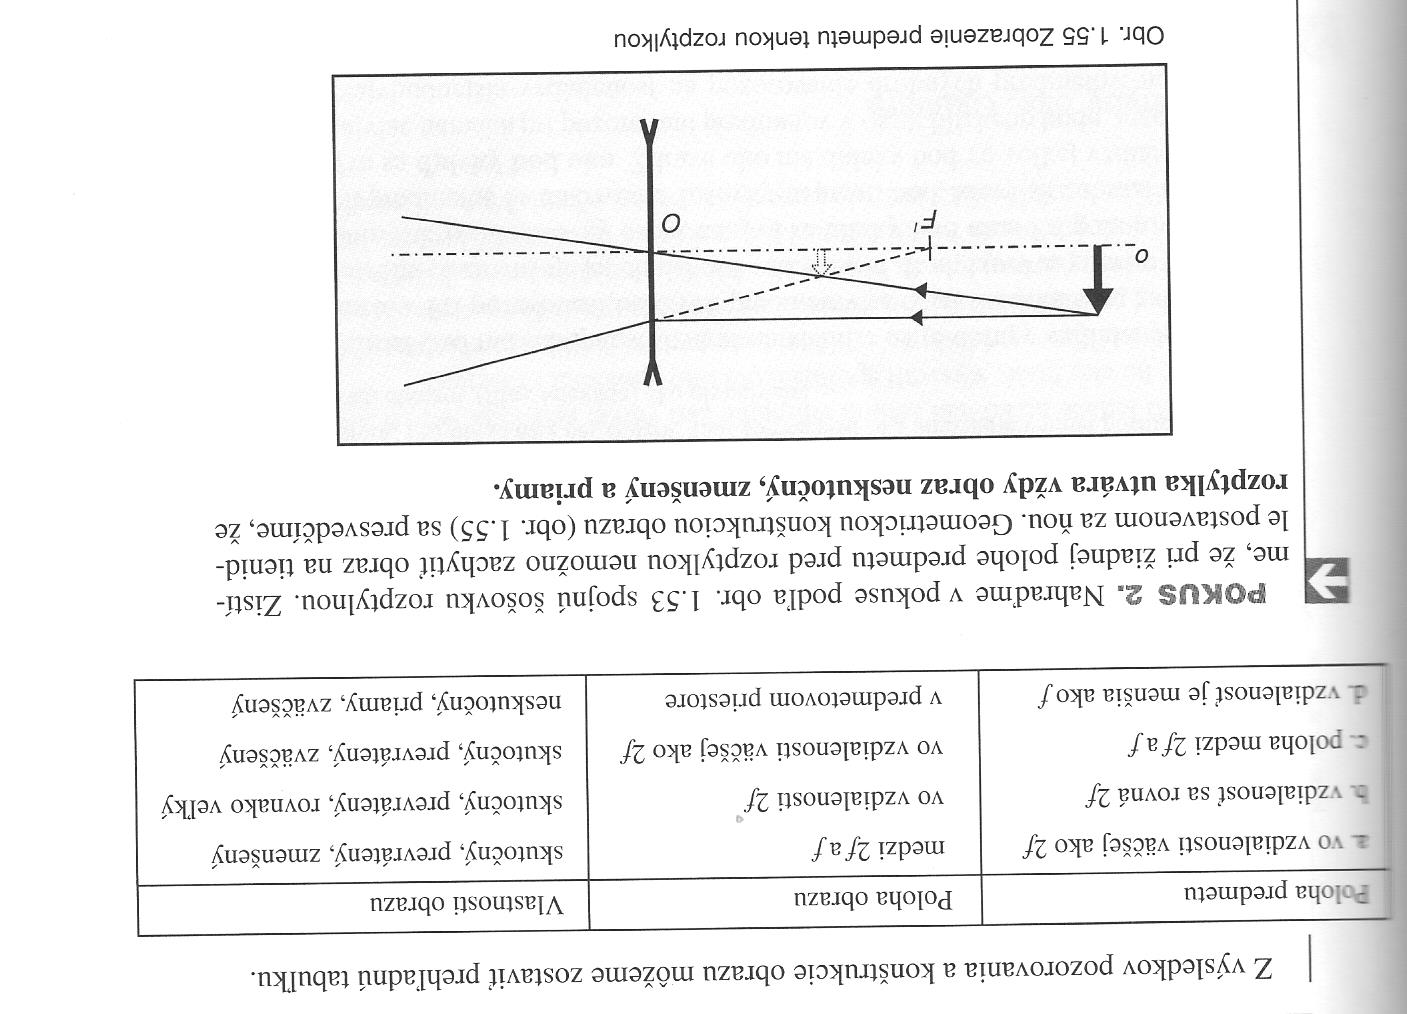 Z výsledkov pozorovania a konštrukcie obrazu môžeme zostaviť prehľadnú tabuľku.
Poloha predmetu Poloha obrazu Vlastnosti obrazu
a. vo vzdialenosti väčšej ako 2f medzi 2f a f skutočný, prevrátený, zmenšený
b. vzdialenosť sa rovná 2f vo vzdialenosti 2f skutočný, prevrátený, rovnako veľký
c. poloha medzi 2f a f vo vzdialenosti väčšej ako 2f skutočný, prevrátený, zväčšený
d. vzdialenosť je menšia ako f v predmetovom priestore neskutočný, priamy, zväčšený
POKUS 2. Nahraďme v pokuse podľa obr. 1.53 spojnú šošovku rozptylnou. Zistí-
me, že pri žiadnej polohe predmetu pred rozptylkou nemožno zachytiť obraz na tienid-
le postavenom za ňou. Geometrickou konštrukciou obrazu (obr. 1.55) sa presvedčíme, že
rozptylka utvára vždy obraz neskutočný, zmenšený a priamy.
o
F'
O
Obr. 1.55 Zobrazenie predmetu tenkou rozptylkou